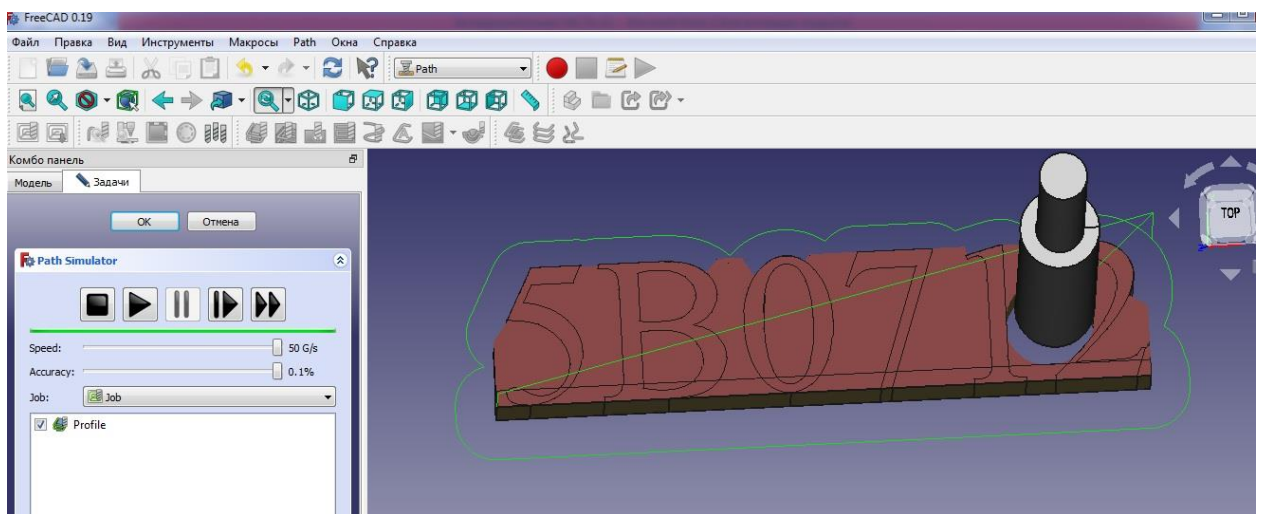 FreeCAD 0.19
Файл Правка Вид Инструменты Макросы Path Окна Справка
Path
Комбо панель
Модель Задачи
OK Отмена
Path Simulator
Speed: 50 G/s
Accuracy: 0.1%
Job: Job
Profile
5B0712
TOP